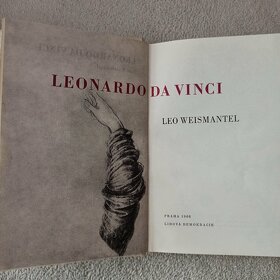 LEONARDO DA VINCI
LEO WEISMANTEL
PRAHA 1966
LIDOVÁ DEMOKRACIE